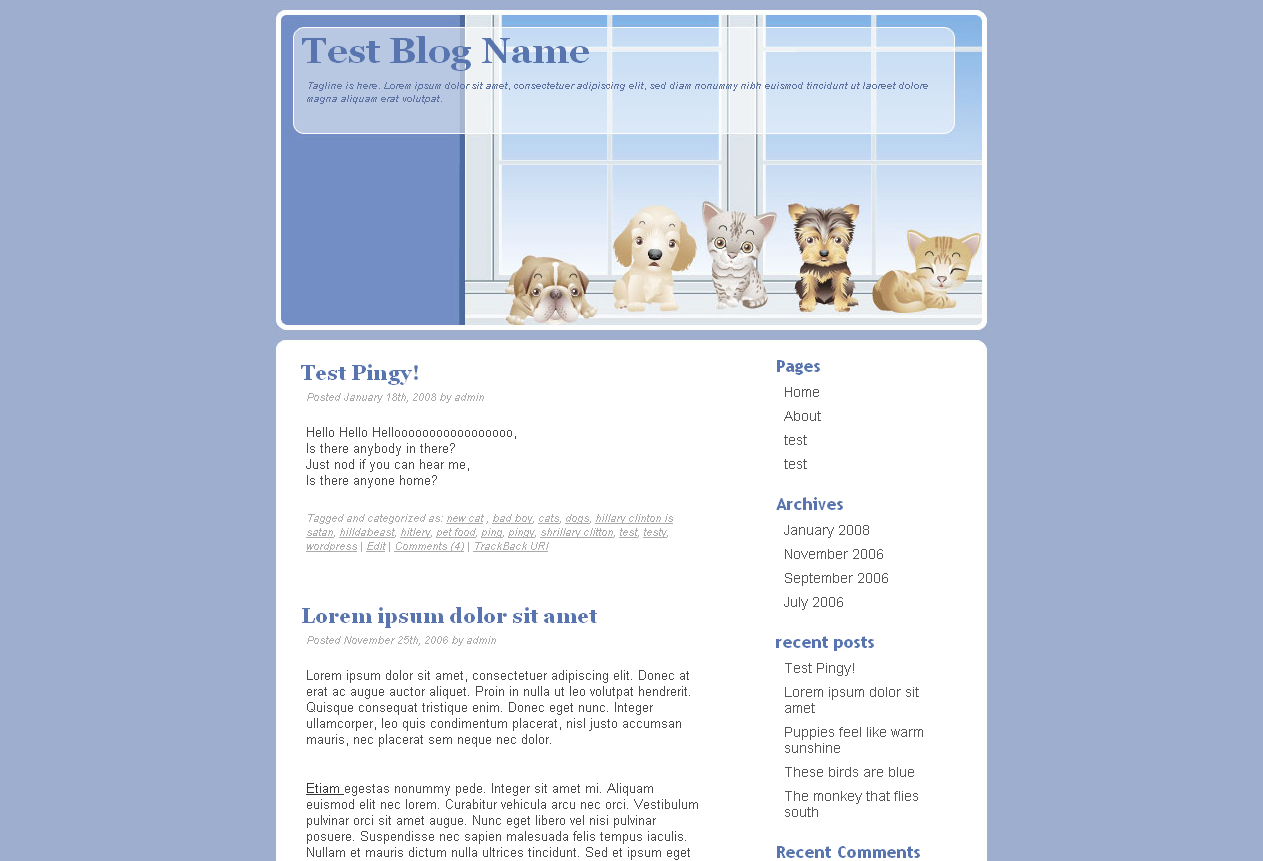 Test Blog Name
Tagline is here. Lorem ipsum dolor sit amet, consectetuer adipiscing elit, sed diam nonummy nibh euismod tincidunt ut laoreet dolore
magna aliquam erat volutpat.
Test Pingy!
Posted January 18th, 2008 by admin
Hello Hello Hellooooooooooooooooo,
Is there anybody in there?
Just nod if you can hear me,
Is there anyone home?
Tagged and categorized as: new cat , bad boy, cats, dogs, hillary clinton is
satan, hilldabeast, hitlery, pet food, ping, pingy, shrillary clitton, test, testy,
wordpress | Edit | Comments (4) | TrackBack URI
Lorem ipsum dolor sit amet
Posted November 25th, 2006 by admin
Lorem ipsum dolor sit amet, consectetuer adipiscing elit. Donec at
erat ac augue auctor aliquet. Proin in nulla ut leo volutpat hendrerit.
Quisque consequat tristique enim. Donec eget nunc. Integer
ullamcorper, leo quis condimentum placerat, nisl justo accumsan
mauris, nec placerat sem neque nec dolor.
Etiam egestas nonummy pede. Integer sit amet mi. Aliquam
euismod elit nec lorem. Curabitur vehicula arcu nec orci. Vestibulum
pulvinar orci sit amet augue. Nunc eget libero vel nisi pulvinar
posuere. Suspendisse nec sapien malesuada felis tempus iaculis.
Nullam et mauris dictum nulla ultrices tincidunt. Sed et ipsum eget
Pages
Home
About
test
test
Archives
January 2008
November 2006
September 2006
July 2006
recent posts
Test Pingy!
Lorem ipsum dolor sit
amet
Puppies feel like warm
sunshine
These birds are blue
The monkey that flies
south
Recent Comments